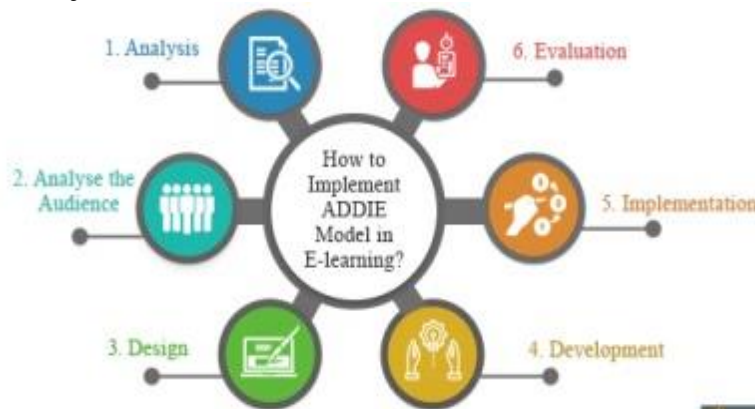 1. Analysis
2. Analyse the
Audience
3. Design
4. Development
5. Implementation
6. Evaluation
How to
Implement
ADDIE
Model in
E-learning?